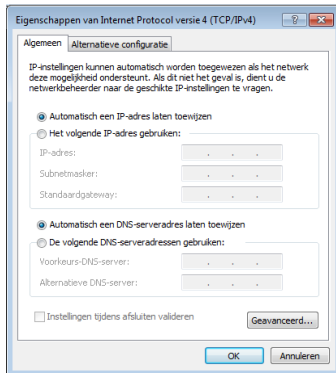 Eigenschappen van Internet Protocol versie 4 (TCP/IPv4)
Algemeen Alternatieve configuratie
IP-instellingen kunnen automatisch worden toegewezen als het netwerk
deze mogelijkheid ondersteunt. Als dit niet het geval is, dient u de
netwerkbeheerder naar de geschikte IP-instellingen te vragen.
Automatisch een IP-adres laten toewijzen
Het volgende IP-adres gebruiken:
IP-adres:
Subnetmasker:
Standaardgateway:
Automatisch een DNS-serveradres laten toewijzen
De volgende DNS-serveradressen gebruiken:
Voorkeurs-DNS-server:
Alternatieve DNS-server:
Instellingen tijdens afsluiten valideren
Geavanceerd...
OK Annuleren